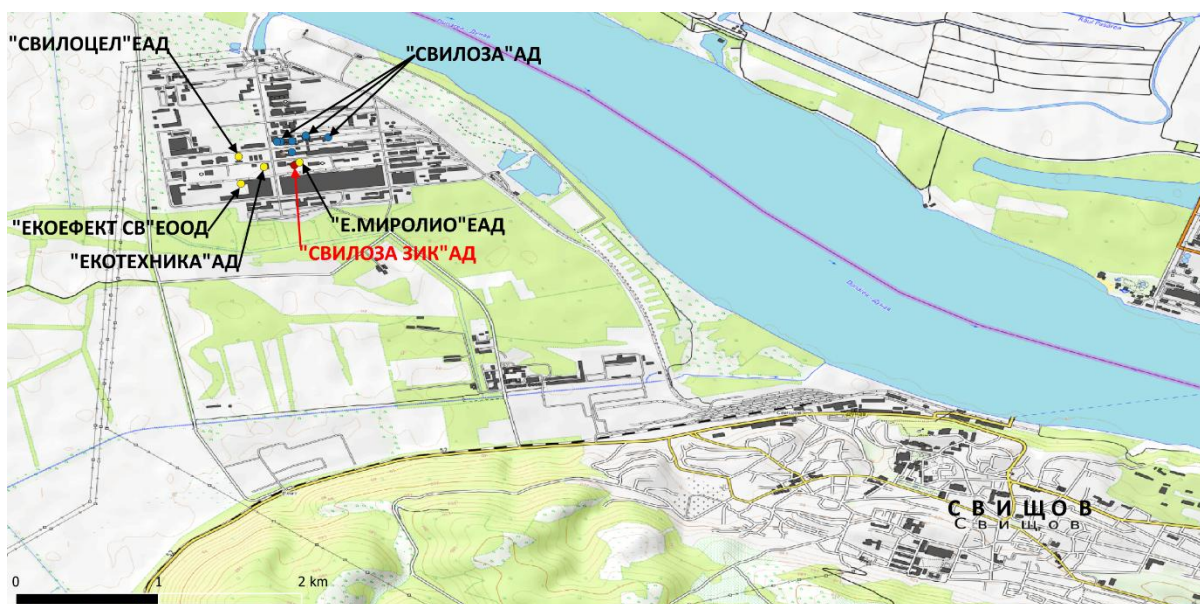 "СВИЛОЦЕЛ"ЕАД
"СВИЛОЗА"АД
"ЕКОЕФЕКТ СВ"ЕООД
"Е.МИРОЛИО"ЕАД
"ЕКОТЕХНИКА"АД
"СВИЛОЗА ЗИК"АД
СВИЩОВ
Свищов
0 1 2 km